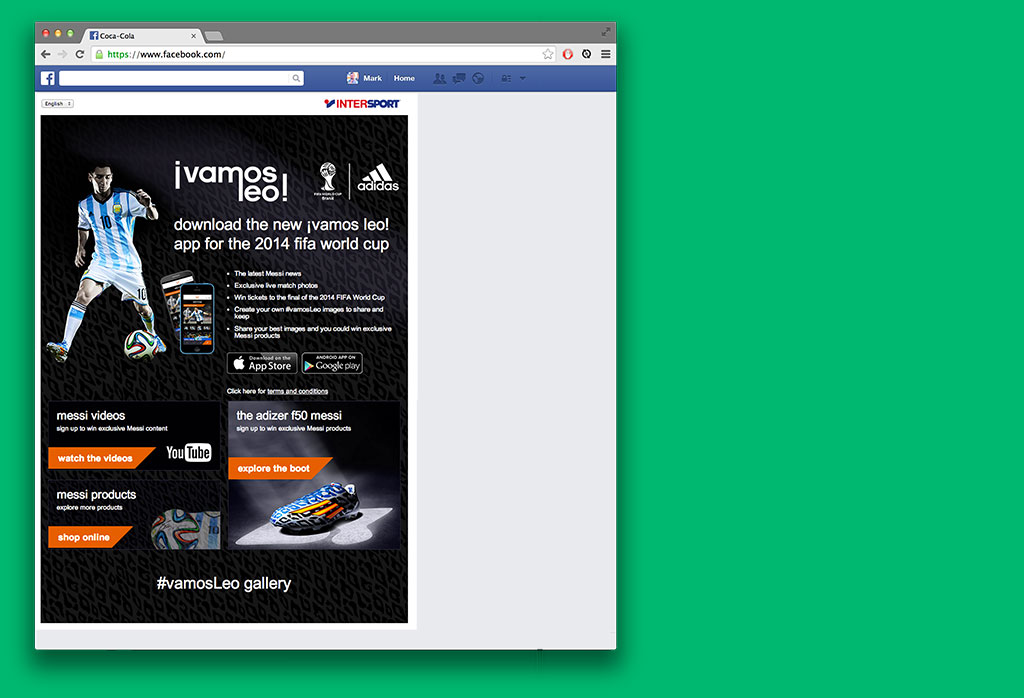 Coca-Cola
https://www.facebook.com/
Mark Home
English
INTERSPORT
¡vamos
leo!
FIFA WORLD CUP
Brasil
adidas
download the new ¡vamos leo!
app for the 2014 fifa world cup
• The latest Messi news
• Exclusive live match photos
• Win tickets to the final of the 2014 FIFA World Cup
• Create your own #vamosLeo images to share and
keep
• Share your best images and you could win exclusive
Messi products
Download on the
App Store
ANDROID APP ON
Google play
Click here for terms and conditions
messi videos
sign up to win exclusive Messi content
watch the videos
YouTube
the adizer f50 messi
sign up to win exclusive Messi products
explore the boot
messi products
explore more products
shop online
#vamosLeo gallery
10
10